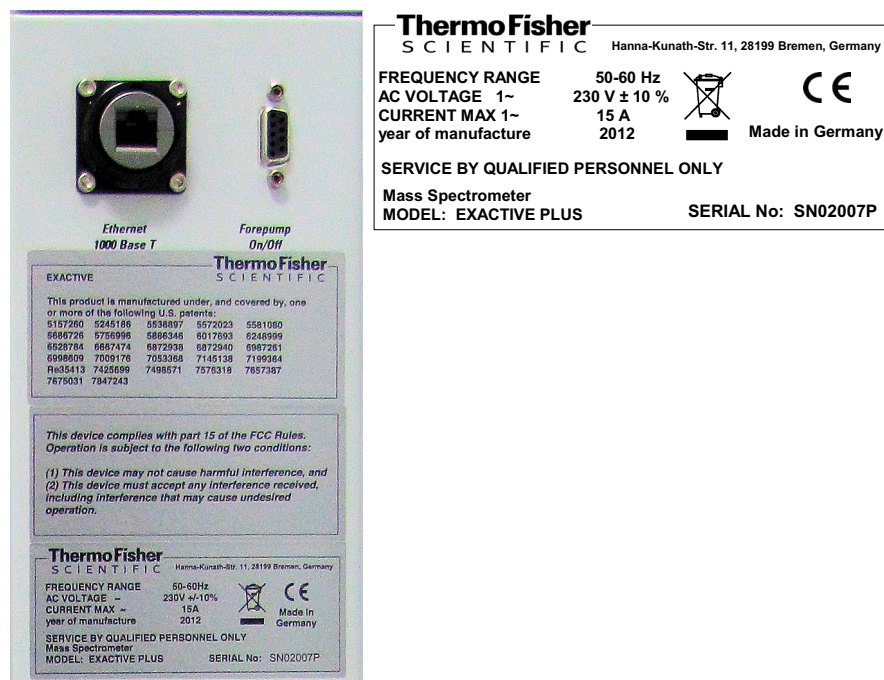 Ethernet
1000 Base T
Forepump
On/Off
ThermoFisher
SCIENTIFIC
EXACTIVE
This product is manufactured under, and covered by, one
or more of the following U.S. patents:
5157260 5245186 5538897 5572023 5581080
5686726 5756996 5886346 6017693 6248999
6528784 6667474 6872938 6872940 6987261
6998609 7009176 7053368 7145138 7199364
Re35413 7425699 7498571 7576318 7657387
7675031 7847243
This device complies with part 15 of the FCC Rules.
Operation is subject to the following two conditions:
(1) This device may not cause harmful interference, and
(2) This device must accept any interference received,
including interference that may cause undesired
operation.
ThermoFisher
SCIENTIFIC Hanna-Kunath-Str. 11, 28199 Bremen, Germany
FREQUENCY RANGE 50-60Hz
AC VOLTAGE ~ 230V +/-10%
CURRENT MAX ~ 15A
year of manufacture 2012
CE
Made in
Germany
SERVICE BY QUALIFIED PERSONNEL ONLY
Mass Spectrometer
MODEL: EXACTIVE PLUS SERIAL No: SN02007P
ThermoFisher
SCIENTIFIC Hanna-Kunath-Str. 11, 28199 Bremen, Germany
FREQUENCY RANGE 50-60 Hz
AC VOLTAGE 1~ 230 V ± 10 %
CURRENT MAX 1~ 15 A
year of manufacture 2012
CE
Made in Germany
SERVICE BY QUALIFIED PERSONNEL ONLY
Mass Spectrometer
MODEL: EXACTIVE PLUS SERIAL No: SN02007P